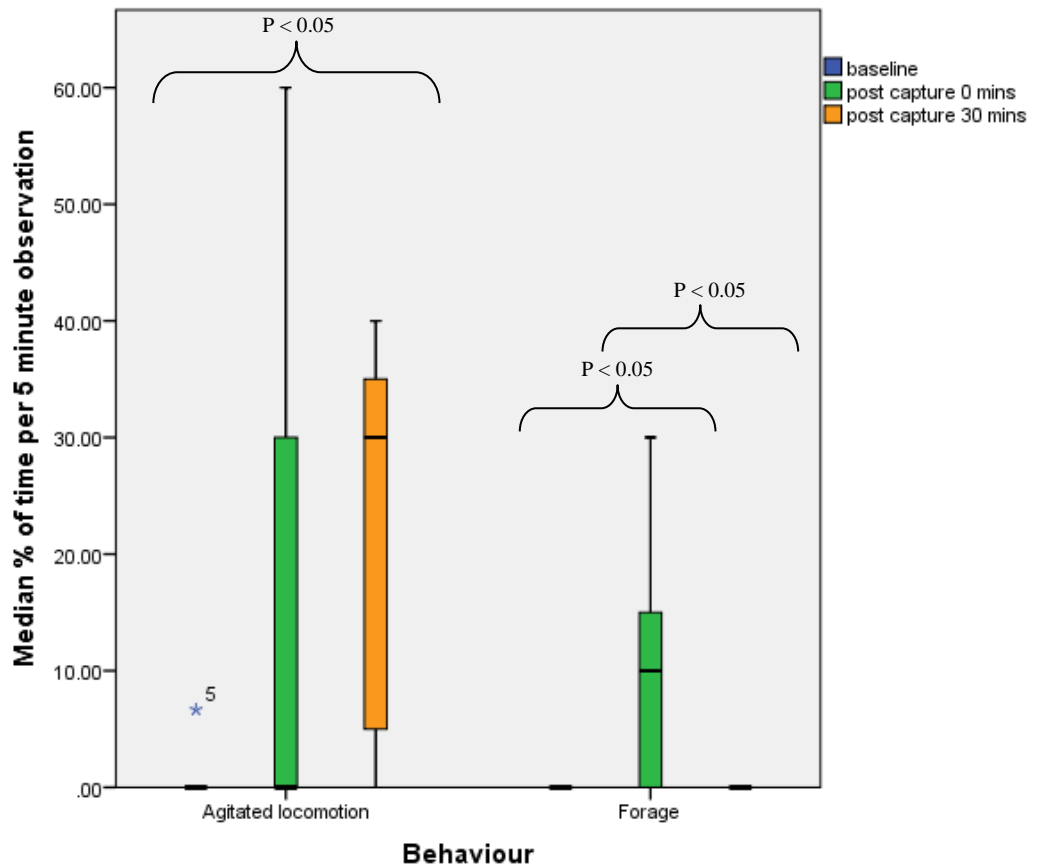 P < 0.05
baseline
post capture 0 mins
post capture 30 mins
Median % of time per 5 minute observation
60.00
50.00
40.00
30.00
20.00
10.00
.00
P < 0.05
P < 0.05
5
Agitated locomotion
Forage
Behaviour